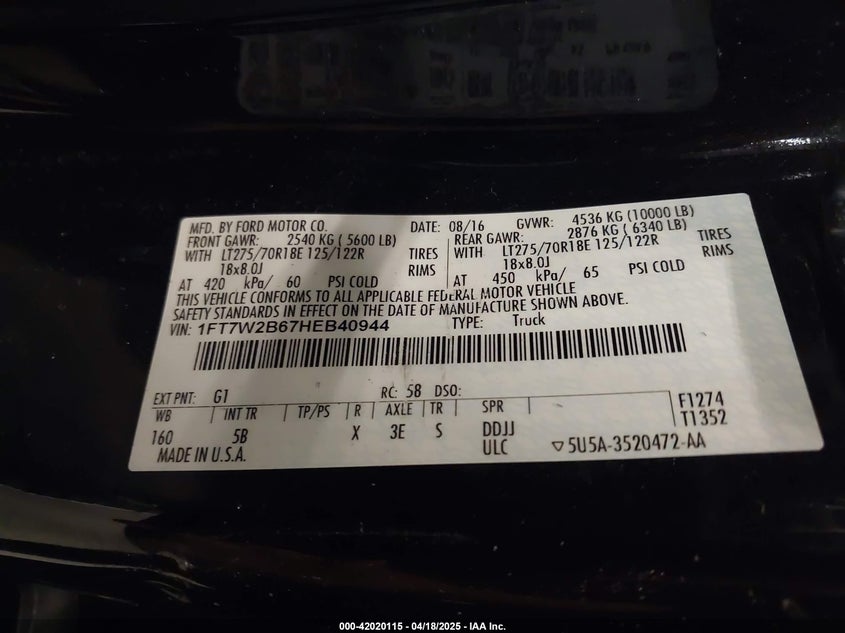 MFD. BY FORD MOTOR CO. DATE: 08/16 GVWR: 4536 KG (10000 LB)
FRONT GAWR: 2540 KG ( 5600 LB) REAR GAWR: 2876 KG ( 6340 LB)
WITH LT275/70R18E 125/122R TIRES WITH LT275/70R18E 125/122R TIRES
18x8.0J RIMS 18x8.0J RIMS
AT 420 kPa/ 60 PSI COLD AT 450 kPa/ 65 PSI COLD
THIS VEHICLE CONFORMS TO ALL APPLICABLE FEDERAL MOTOR VEHICLE
SAFETY STANDARDS IN EFFECT ON THE DATE OF MANUFACTURE SHOWN ABOVE.
VIN: 1FT7W2B67HEB40944 TYPE: Truck
EXT PNT: G1 RC: 58 DSO: F1274
WB INT TR TP/PS R AXLE TR SPR T1352
160 5B X 3E S DDJJ
MADE IN U.S.A. ULC ▽5U5A-3520472-AA
000-42020115 - 04/18/2025 - IAA Inc.